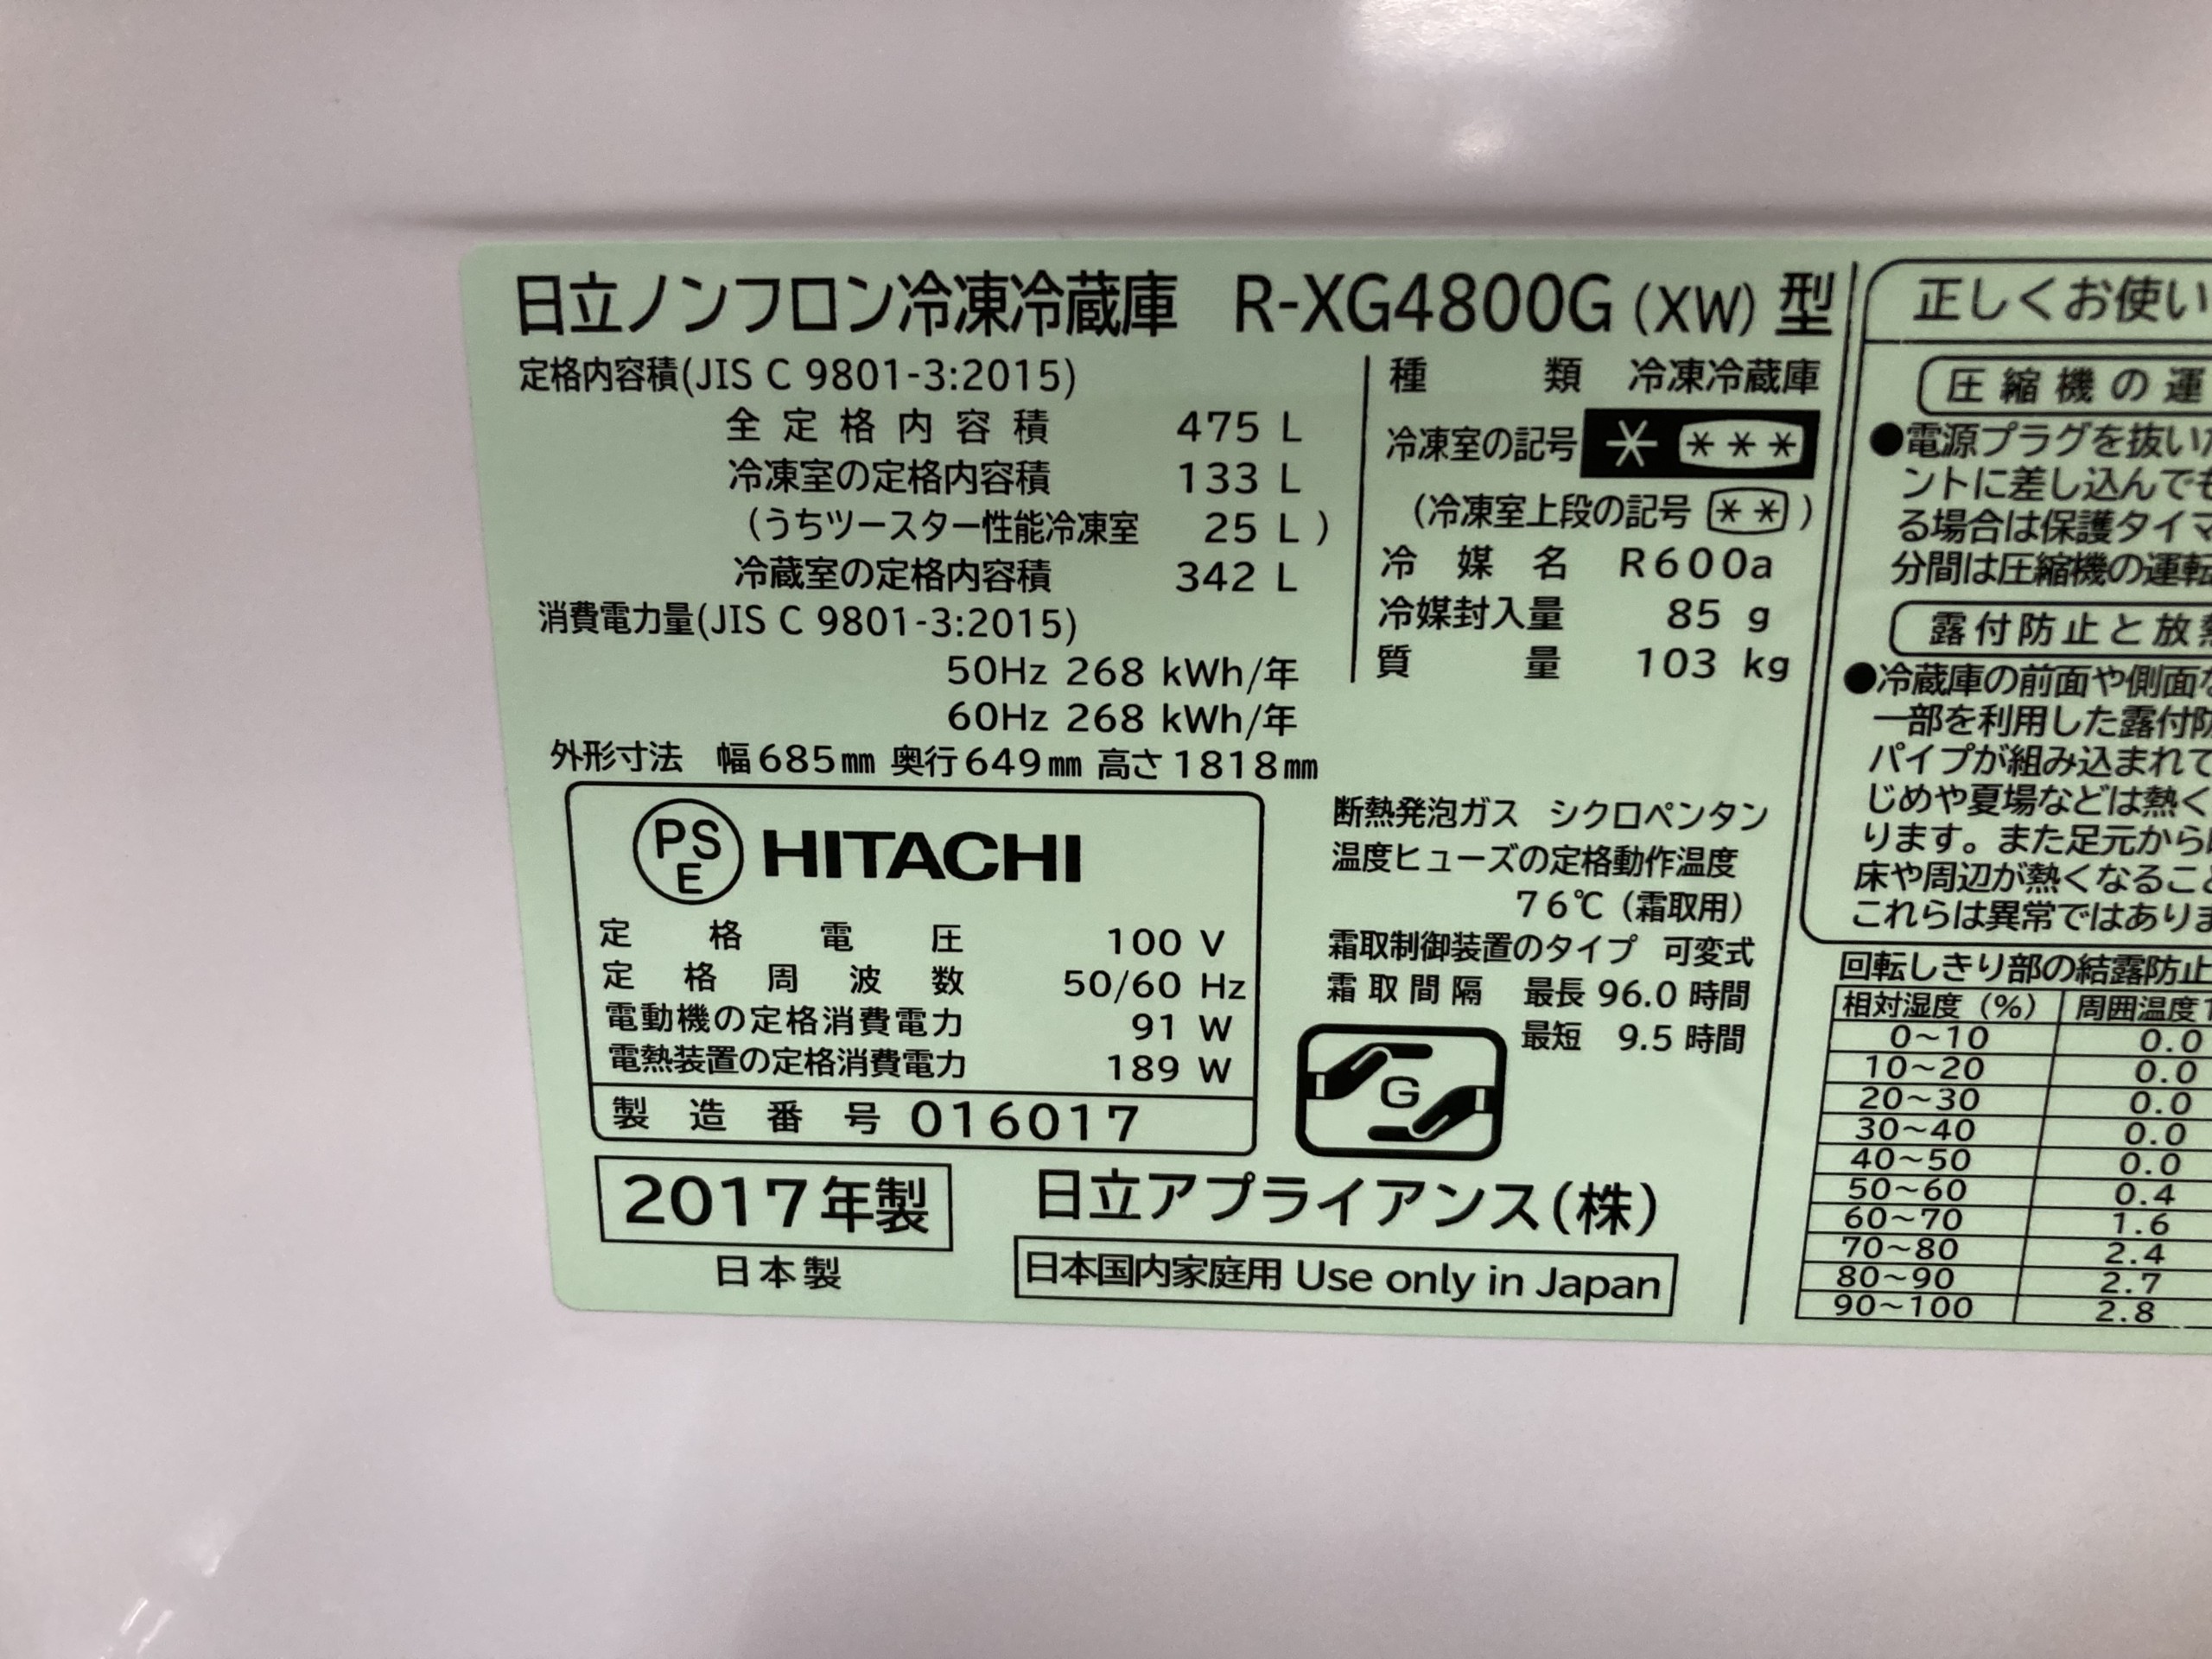 日立ノンフロン冷凍冷蔵庫 R-XG4800G (XW) 型
定格内容積(JIS C 9801-3:2015)
全定格内容積 475 L
冷凍室の定格内容積 133 L
(うちツースター性能冷凍室 25 L )
冷蔵室の定格内容積 342 L
消費電力量(JIS C 9801-3:2015)
50Hz 268 kWh/年
60Hz 268 kWh/年
外形寸法 幅685㎜ 奥行649㎜ 高さ1818㎜
種類 冷凍冷蔵庫
冷凍室の記号 * ***
(冷凍室上段の記号 ** )
冷媒名 R600a
冷媒封入量 85 g
質量 103 kg
PS
E
HITACHI
定格電圧 100 V
定格周波数 50/60 Hz
電動機の定格消費電力 91 W
電熱装置の定格消費電力 189 W
製造番号 016017
断熱発泡ガス シクロペンタン
温度ヒューズの定格動作温度
76℃ (霜取用)
霜取制御装置のタイプ 可変式
霜取間隔 最長 96.0 時間
最短 9.5 時間
G
2017年製
日本製
日立アプライアンス(株)
日本国内家庭用 Use only in Japan
正しくお使い
圧縮機の運
●電源プラグを抜いた
ントに差し込んでも
る場合は保護タイマ
分間は圧縮機の運転
露付防止と放熱
●冷蔵庫の前面や側面な
一部を利用した露付防
パイプが組み込まれて
じめや夏場などは熱く
ります。また足元から
床や周辺が熱くなること
これらは異常ではありま
回転しきり部の結露防止
相対湿度 (%) 周囲温度
0~10 0.0
10~20 0.0
20~30 0.0
30~40 0.0
40~50 0.0
50~60 0.4
60~70 1.6
70~80 2.4
80~90 2.7
90~100 2.8